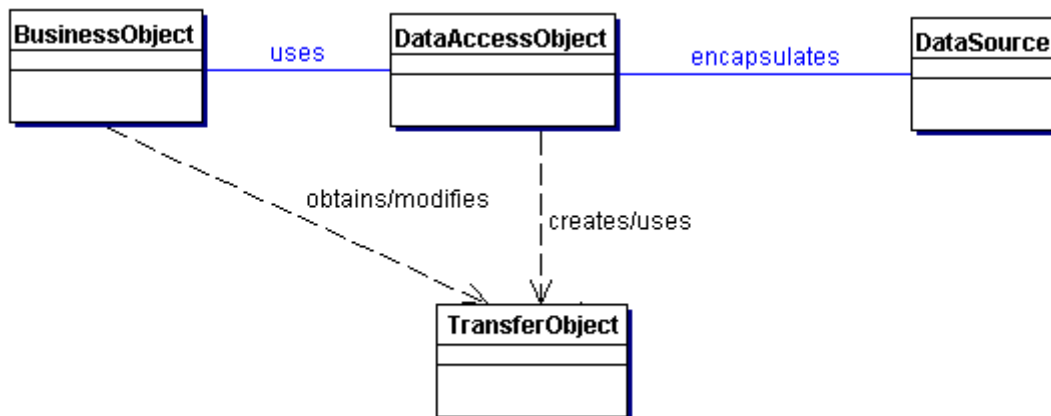 BusinessObject
uses
DataAccessObject
encapsulates
DataSource
obtains/modifies
creates/uses
TransferObject